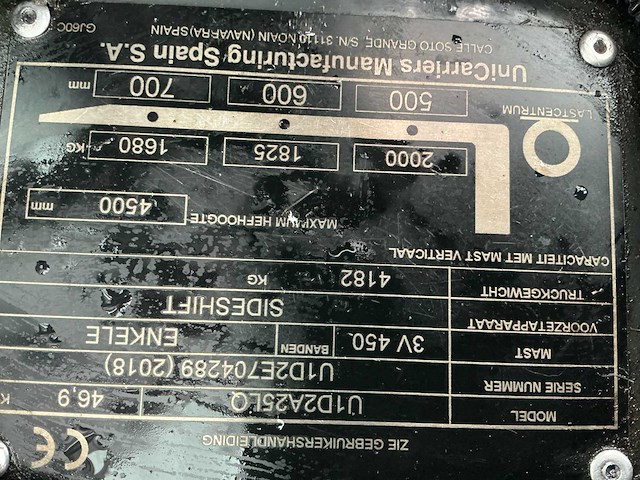 ZIE GEBRUIKERSHANDLEIDING CE
MODEL U1D2A25LQ 46,9 K
SERIE NUMMER U1D2E704289 (2018)
MAST 3V 450 BANDEN ENKELE
VOORZETAPPARAAT SIDESHIFT
TRUCKGEWICHT 4182 KG
CAPACITEIT MET MAST VERTICAAL
MAXIMUM HEFHOOGTE 4500 mm
2000 1825 1680 KG
LASTCENTRUM 500 600 700 mm
UniCarriers Manufacturing Spain S.A.
CALLE SOTO GRANDE, S/N. 31110 NOAIN (NAVARRA)SPAIN
GJ60C